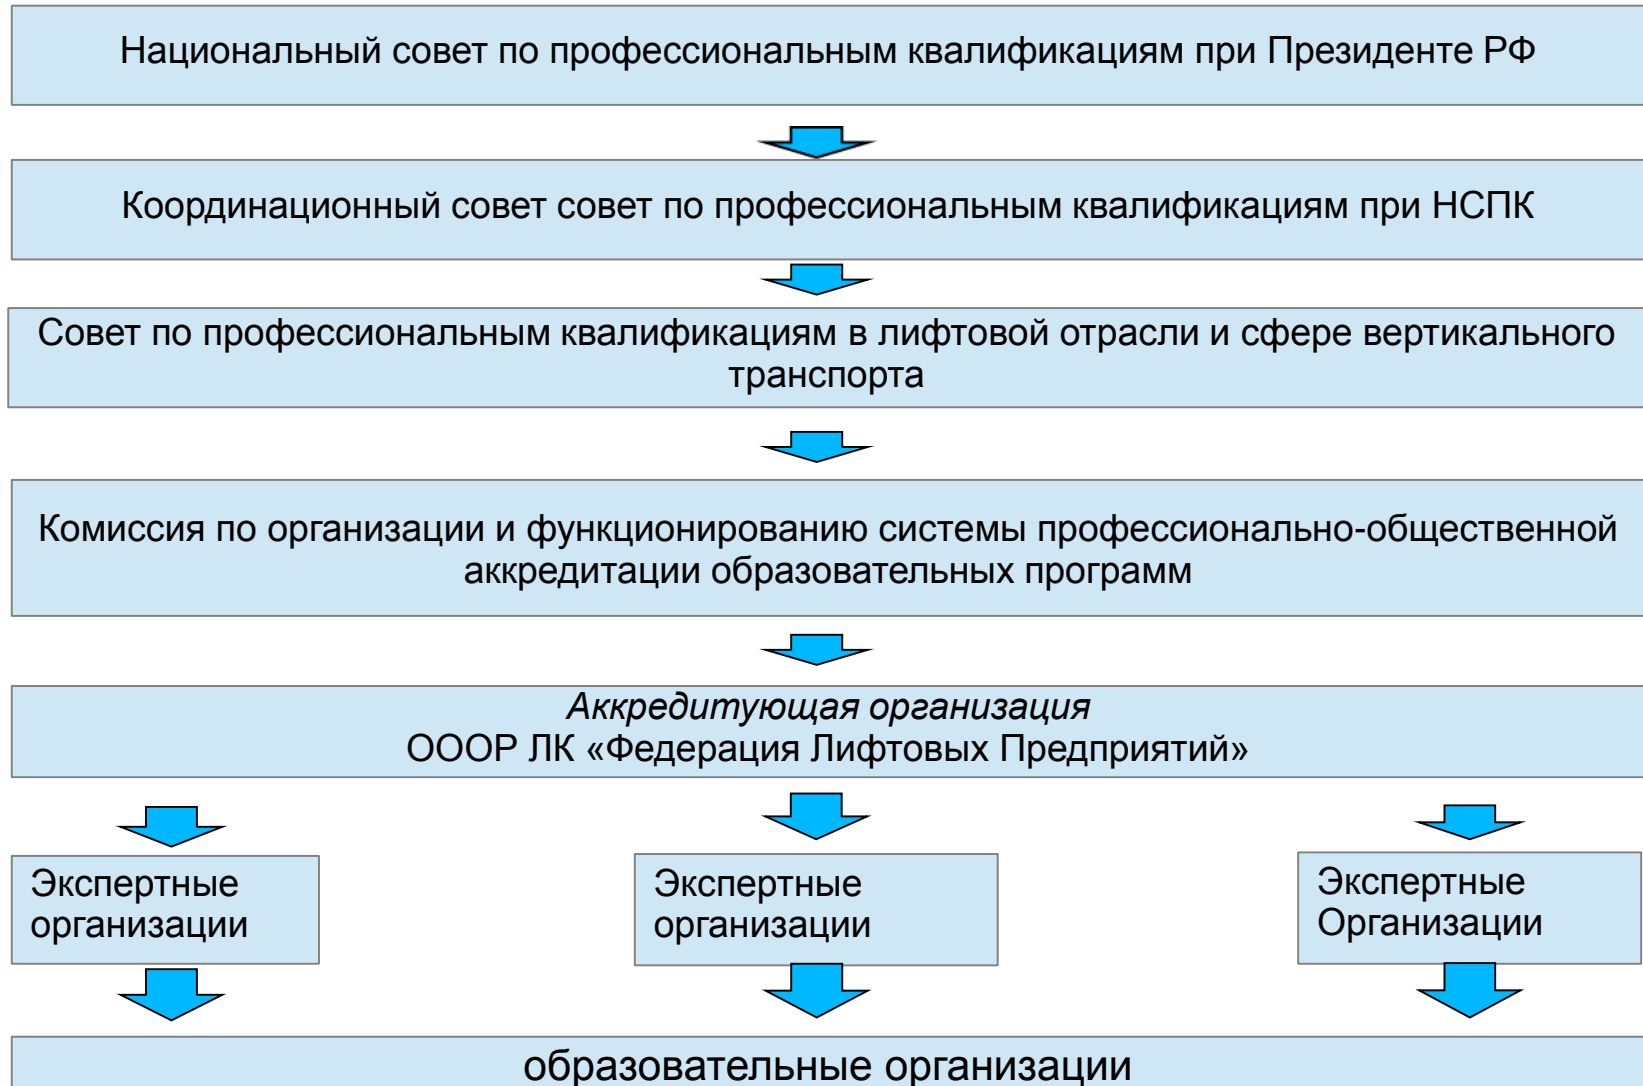 Национальный совет по профессиональным квалификациям при Президенте РФ
Координационный совет совет по профессиональным квалификациям при НСПК
Совет по профессиональным квалификациям в лифтовой отрасли и сфере вертикального
транспорта
Комиссия по организации и функционированию системы профессионально-общественной
аккредитации образовательных программ
Аккредитующая организация
ОООР ЛК «Федерация Лифтовых Предприятий»
Экспертные
организации
Экспертные
организации
Экспертные
Организации
образовательные организации